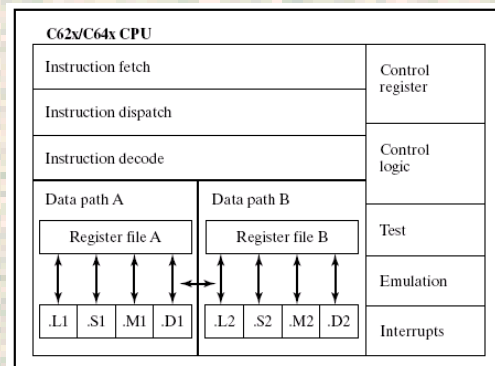 C62x/C64x CPU
Instruction fetch
Instruction dispatch
Instruction decode
Data path A
Register file A
.L1 .S1 .M1 .D1
Data path B
Register file B
.L2 .S2 .M2 .D2
Control
register
Control
logic
Test
Emulation
Interrupts